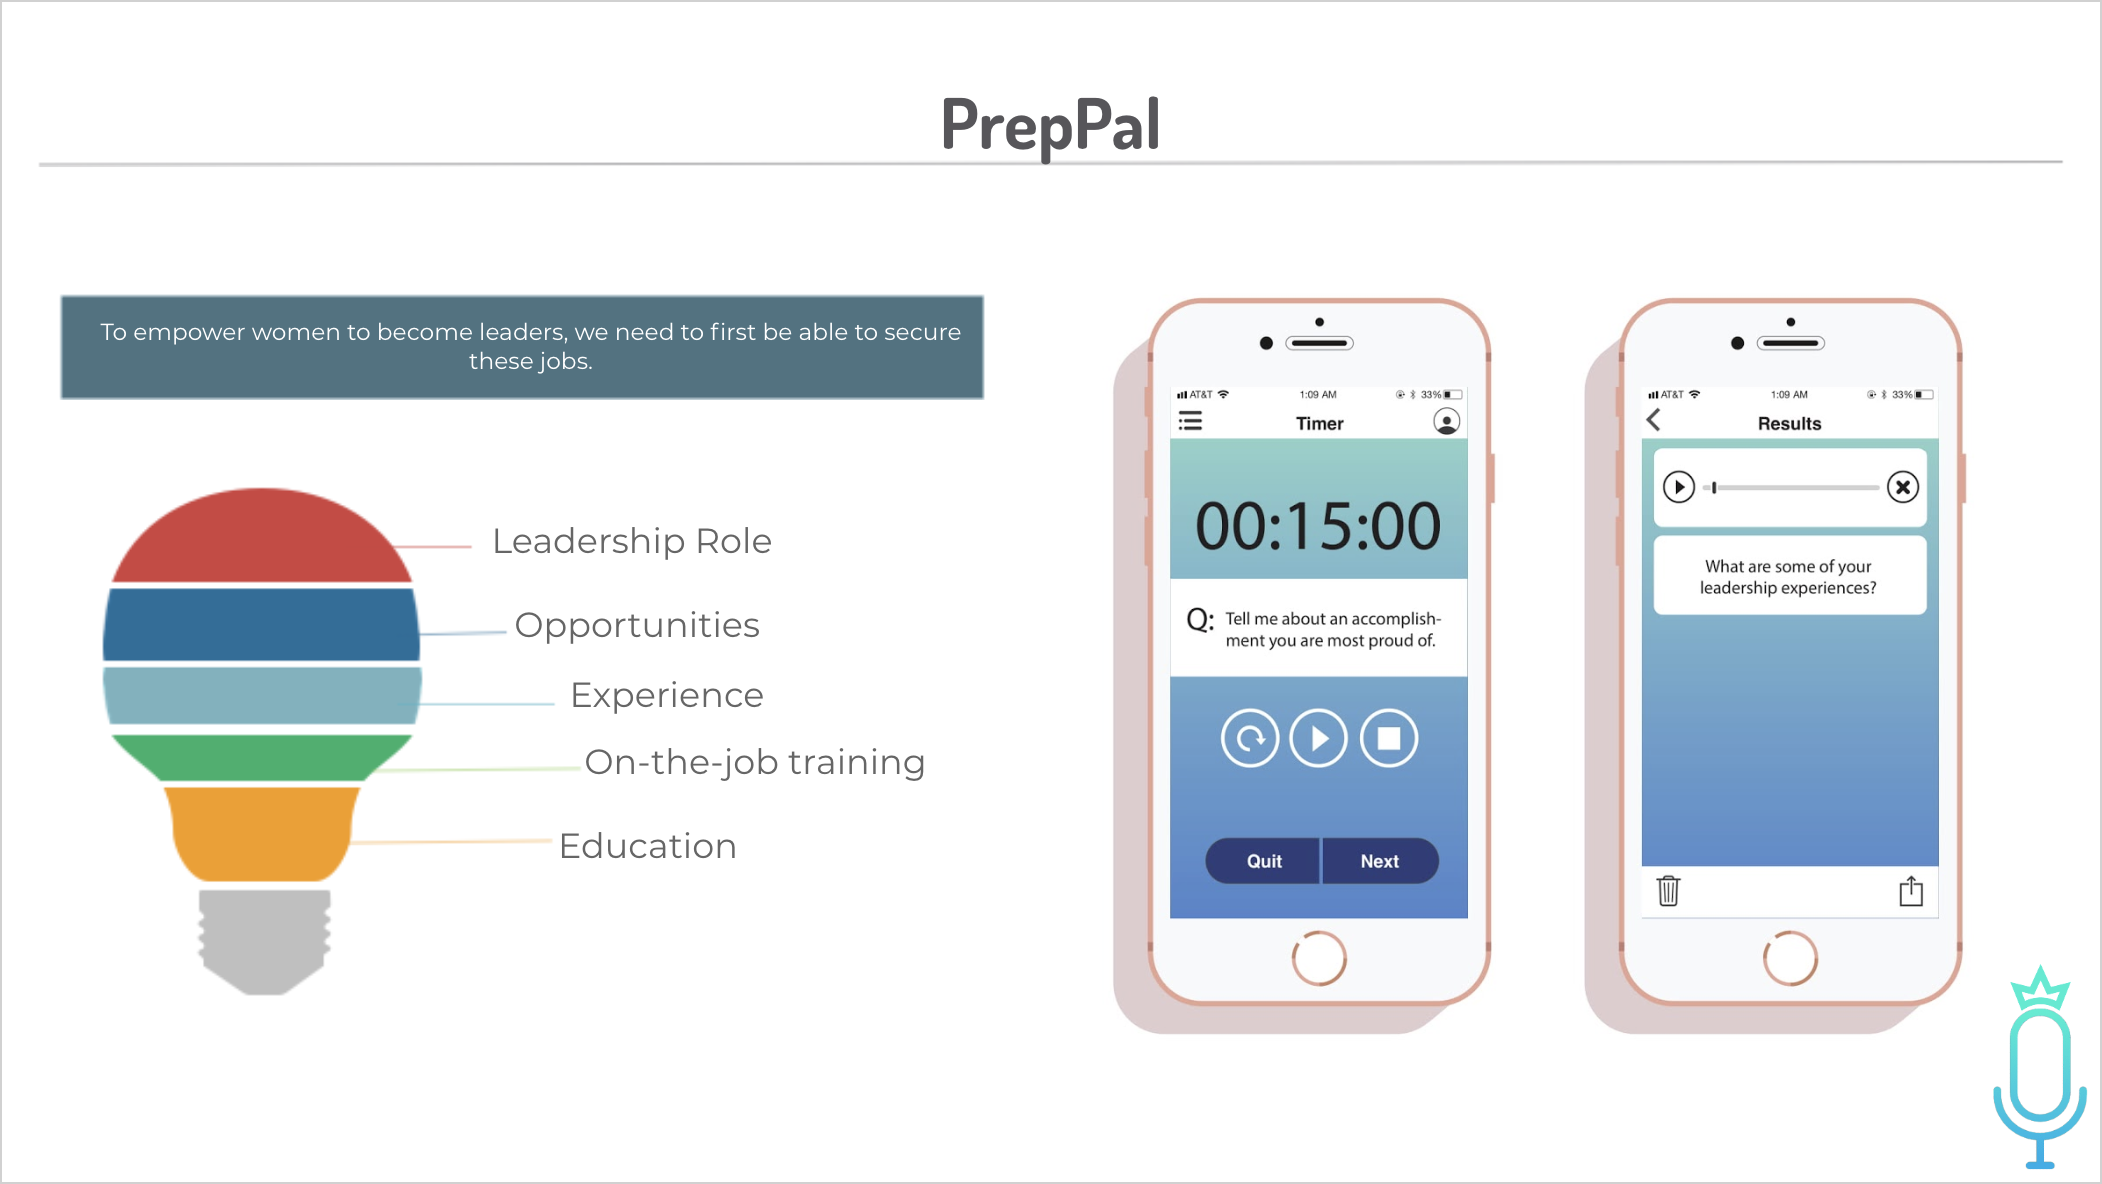 PrepPal
To empower women to become leaders, we need to first be able to secure
these jobs.
Leadership Role
Opportunities
Experience
On-the-job training
Education
AT&T 1:09 AM 33%
Timer
00:15:00
Q: Tell me about an accomplish-
ment you are most proud of.
Quit Next
AT&T 1:09 AM 33%
Results
What are some of your
leadership experiences?